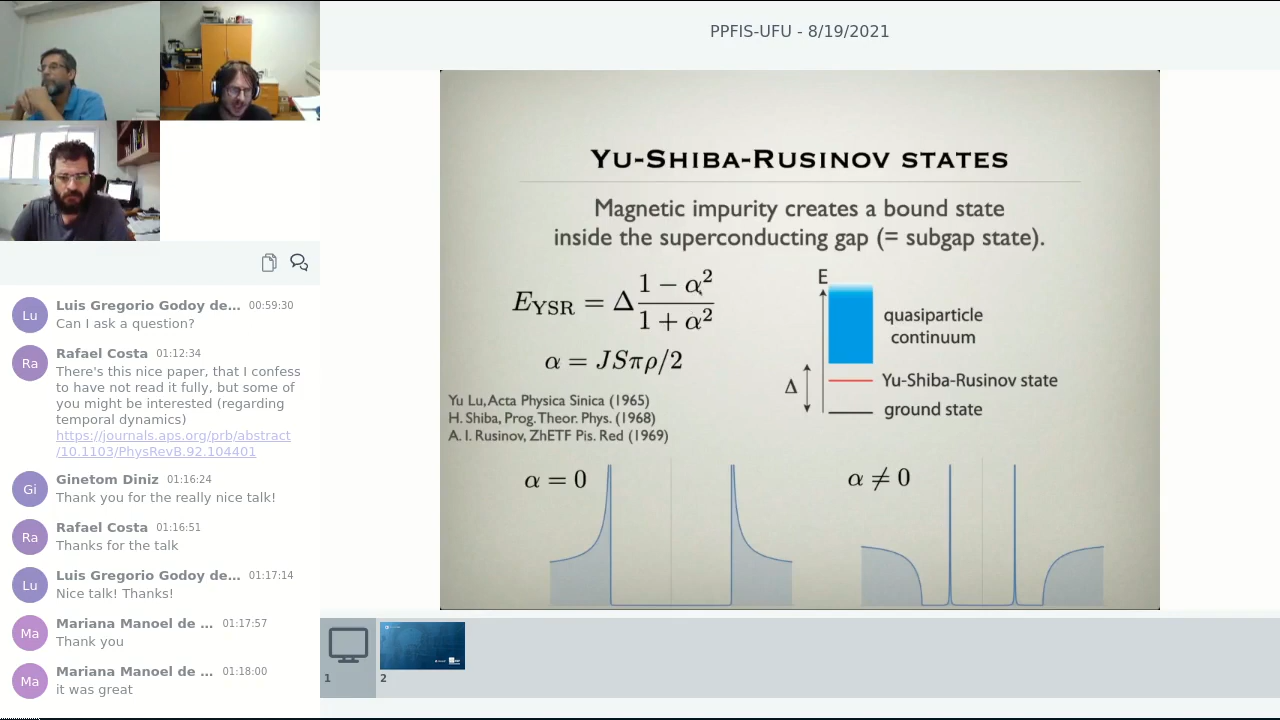 PPFIS-UFU - 8/19/2021
Lu
Luis Gregorio Godoy de... 00:59:30
Can I ask a question?
Ra
Rafael Costa 01:12:34
There's this nice paper, that I confess
to have not read it fully, but some of
you might be interested (regarding
temporal dynamics)
https://journals.aps.org/prb/abstract
/10.1103/PhysRevB.92.104401
Gi
Ginetom Diniz 01:16:24
Thank you for the really nice talk!
Ra
Rafael Costa 01:16:51
Thanks for the talk
Lu
Luis Gregorio Godoy de... 01:17:14
Nice talk! Thanks!
Ma
Mariana Manoel de ... 01:17:57
Thank you
Ma
Mariana Manoel de ... 01:18:00
it was great
YU-SHIBA-RUSINOV STATES
Magnetic impurity creates a bound state
inside the superconducting gap (= subgap state).
E_YSR = Δ (1 − α²)/(1 + α²)
α = JSπρ/2
Yu Lu, Acta Physica Sinica (1965)
H. Shiba, Prog. Theor. Phys. (1968)
A. I. Rusinov, ZhETF Pis. Red (1969)
E
quasiparticle
continuum
Δ
Yu-Shiba-Rusinov state
ground state
α = 0
α ≠ 0
1
2